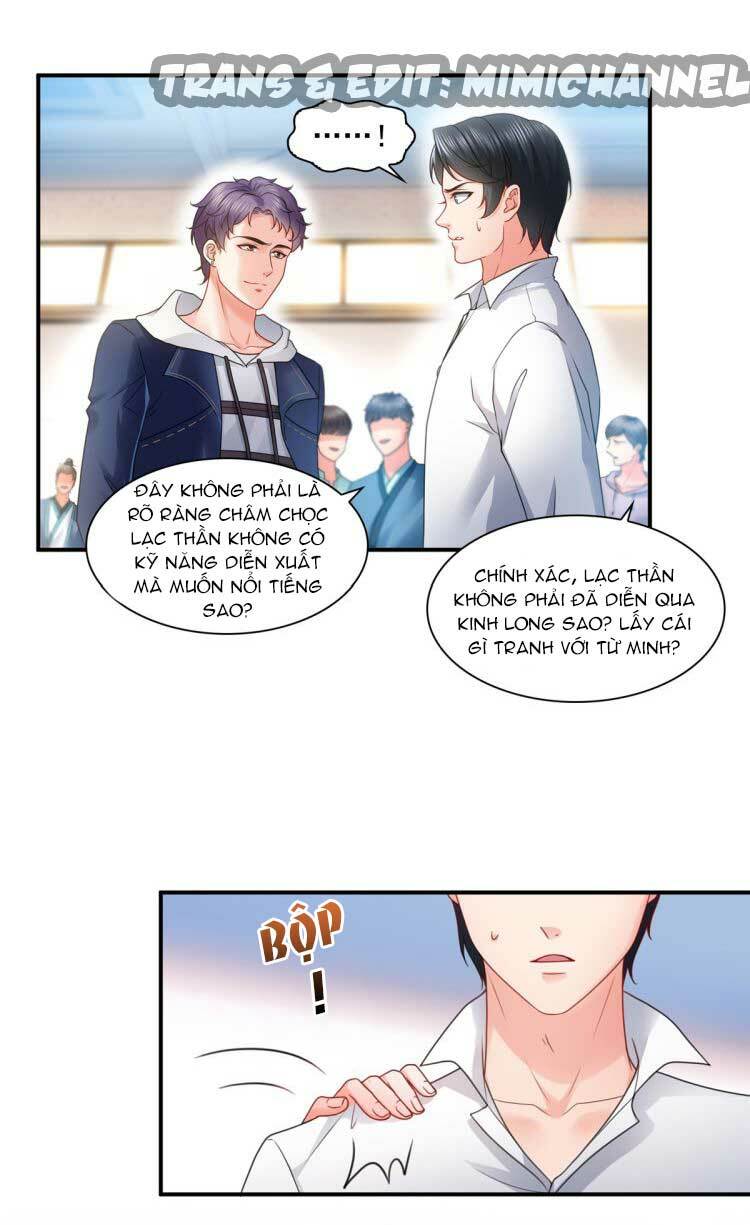 TRANS & EDIT: MIMICHANNEL
......!
ĐÂY KHÔNG PHẢI LÀ
RÕ RÀNG CHÂM CHỌC
LẠC THẦN KHÔNG CÓ
KỸ NĂNG DIỄN XUẤT
MÀ MUỐN NỔI TIẾNG
SAO?
CHÍNH XÁC, LẠC THẦN
KHÔNG PHẢI ĐÃ DIỄN QUA
KINH LONG SAO? LẤY CÁI
GÌ TRANH VỚI TỪ MINH?
BỘP
!